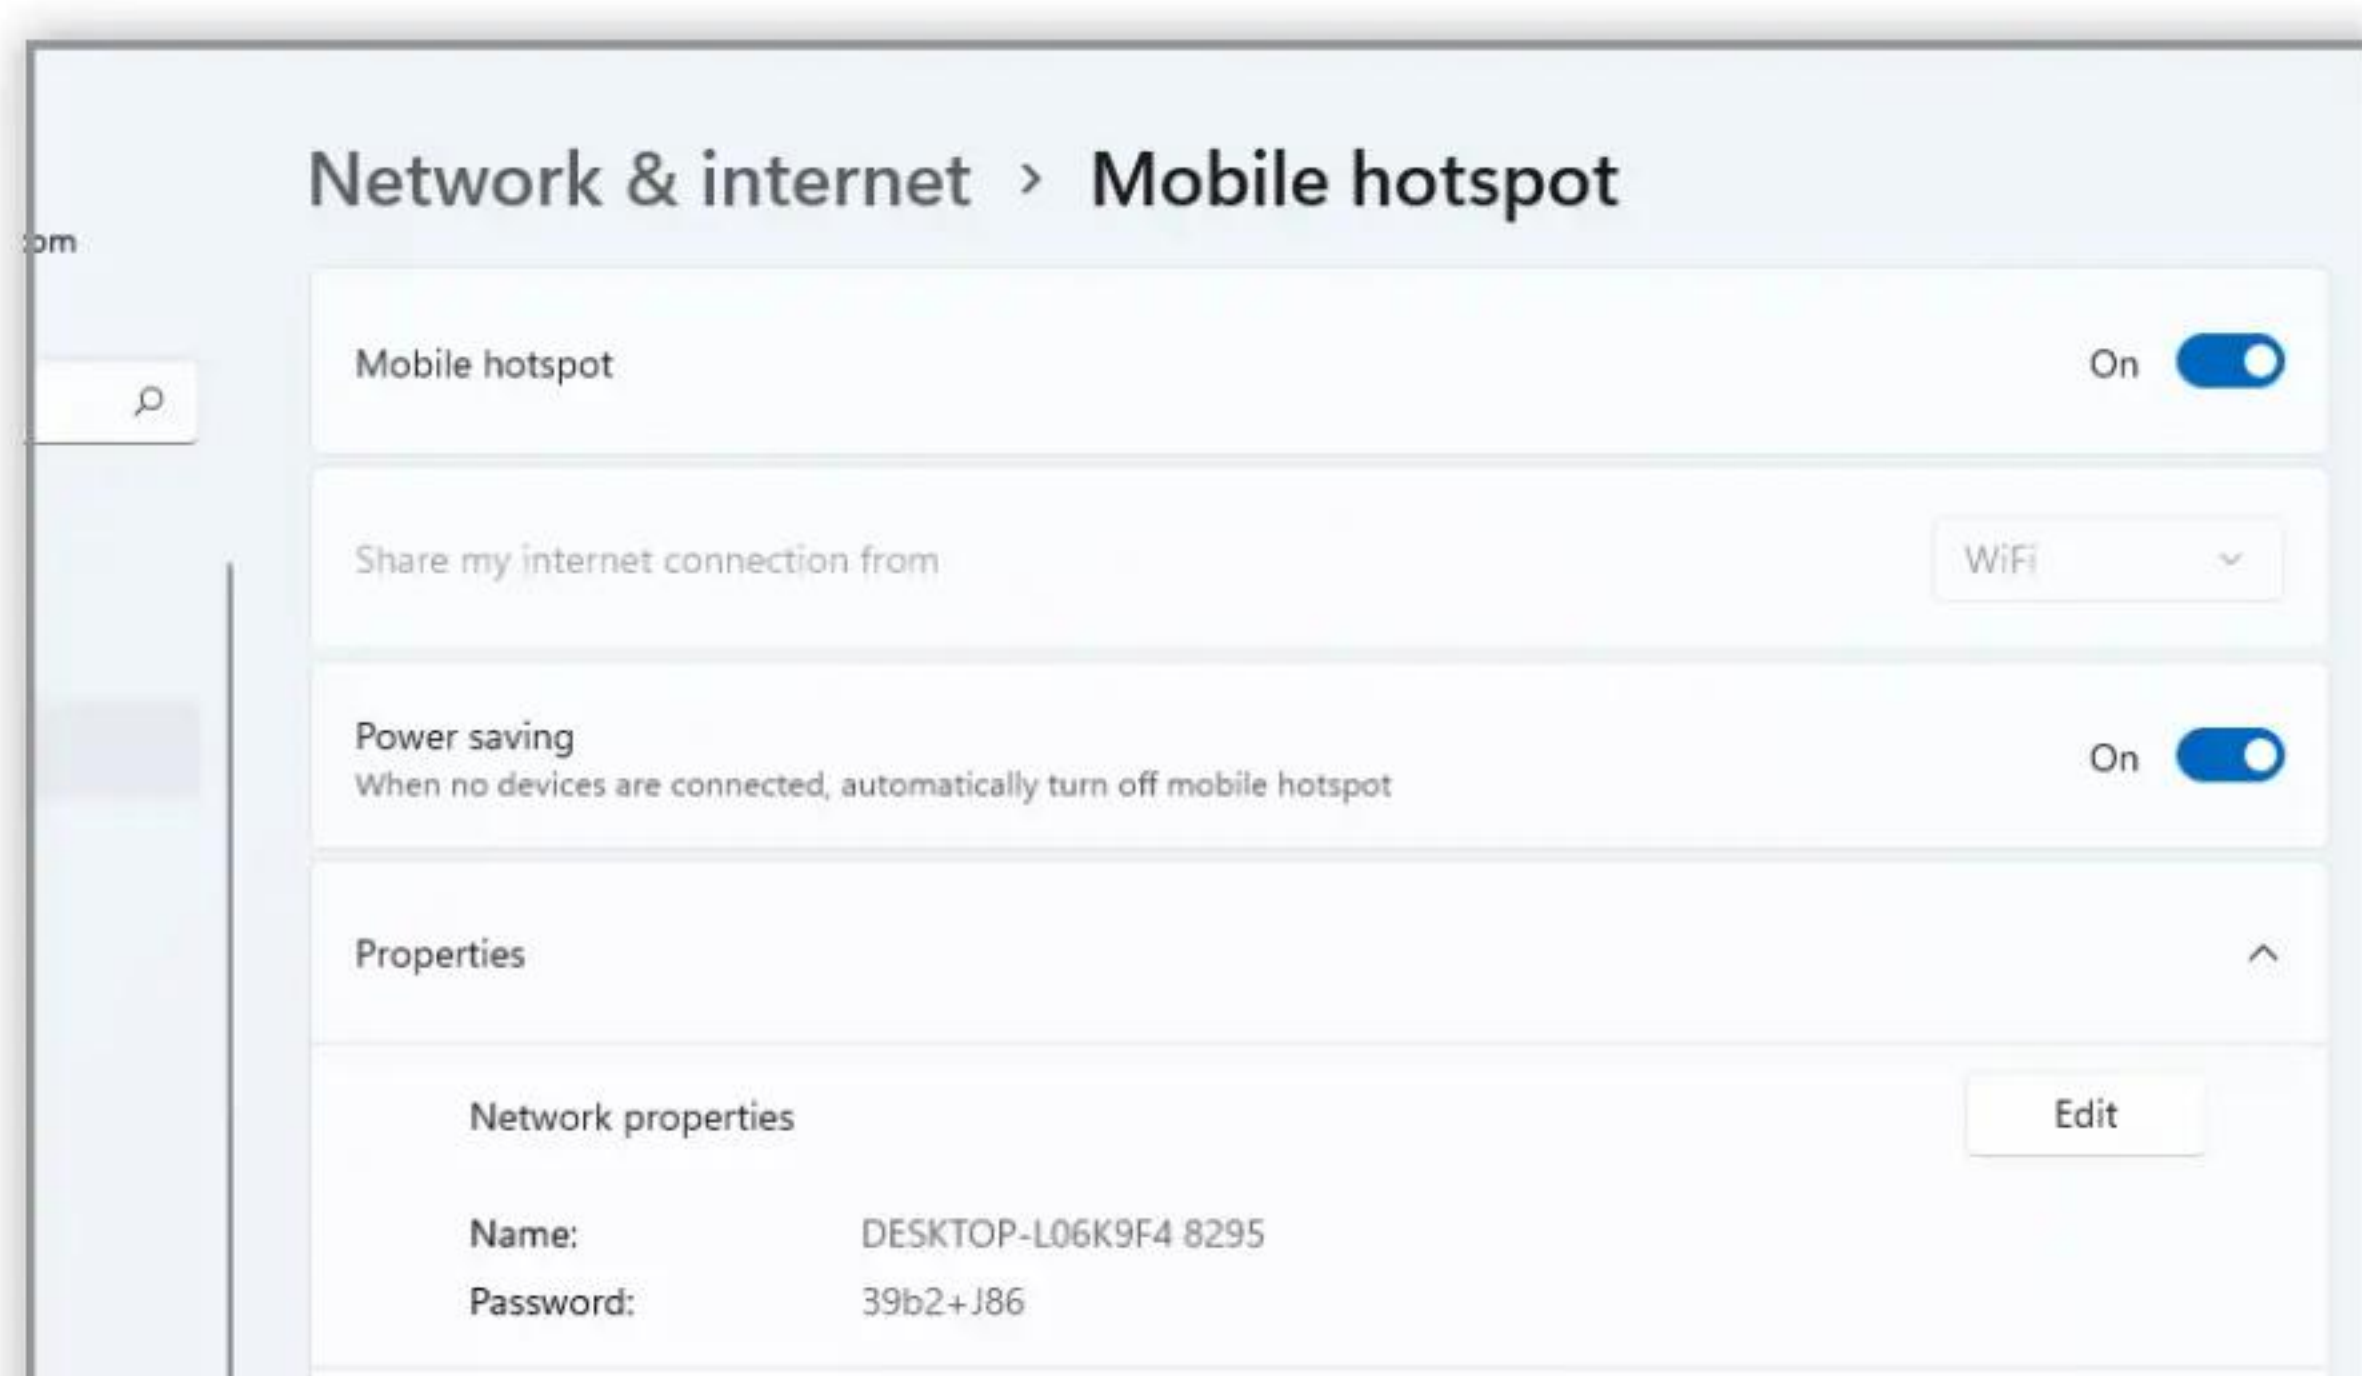 Network & internet > Mobile hotspot
om
Mobile hotspot On
Share my internet connection from WiFi
Power saving On
When no devices are connected, automatically turn off mobile hotspot
Properties
Network properties Edit
Name: DESKTOP-L06K9F4 8295
Password: 39b2+J86